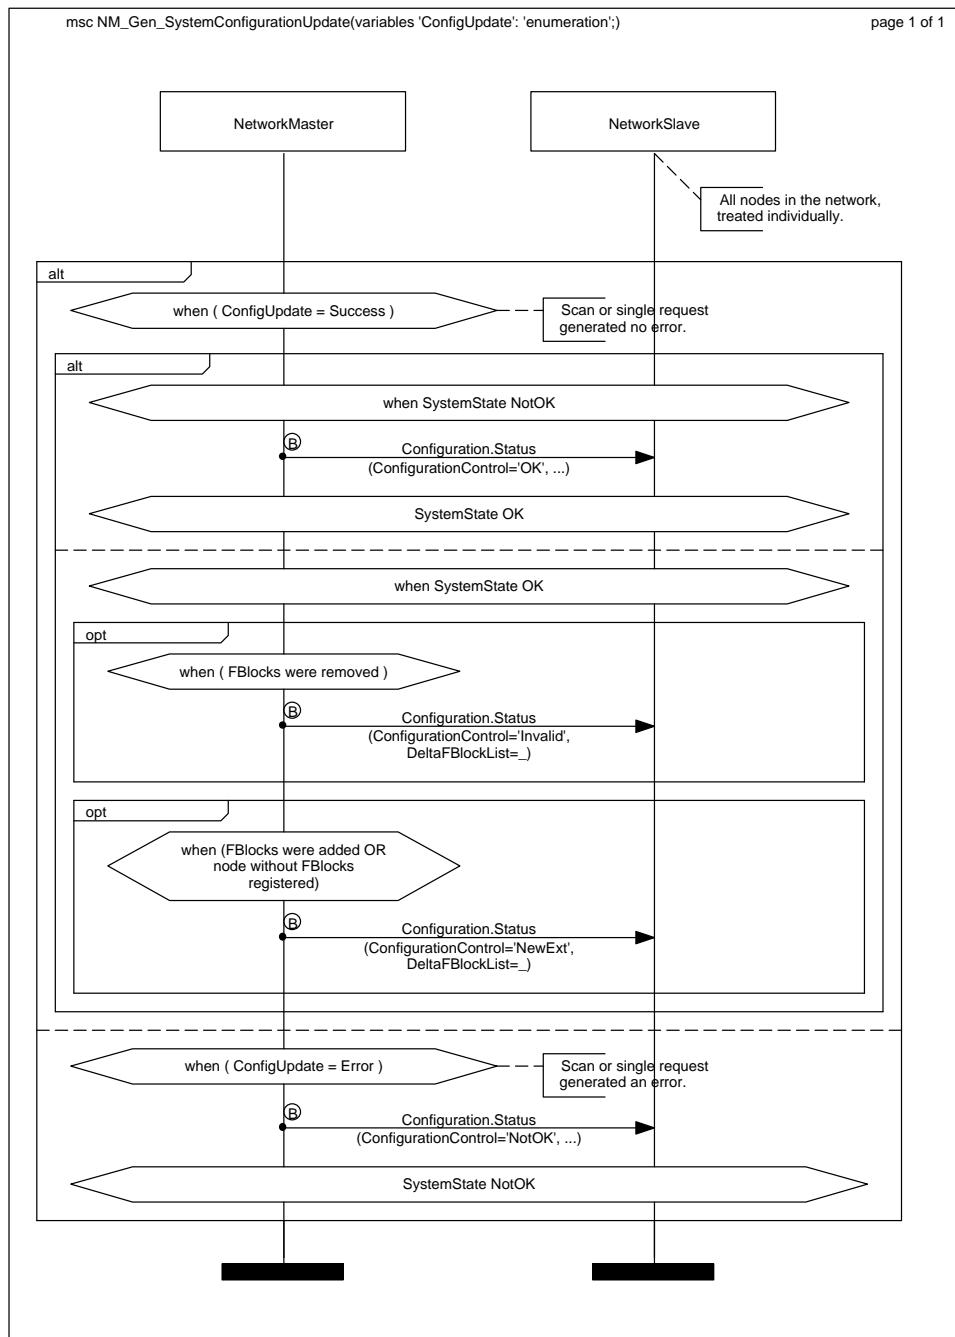 msc NM_Gen_SystemConfigurationUpdate(variables 'ConfigUpdate': 'enumeration';)
page 1 of 1
NetworkMaster
NetworkSlave
All nodes in the network,
treated individually.
alt
when ( ConfigUpdate = Success )
Scan or single request
generated no error.
alt
when SystemState NotOK
B
Configuration.Status
(ConfigurationControl='OK', ...)
SystemState OK
when SystemState OK
opt
when ( FBlocks were removed )
B
Configuration.Status
(ConfigurationControl='Invalid',
DeltaFBlockList=_)
opt
when (FBlocks were added OR
node without FBlocks
registered)
B
Configuration.Status
(ConfigurationControl='NewExt',
DeltaFBlockList=_)
when ( ConfigUpdate = Error )
Scan or single request
generated an error.
B
Configuration.Status
(ConfigurationControl='NotOK', ...)
SystemState NotOK